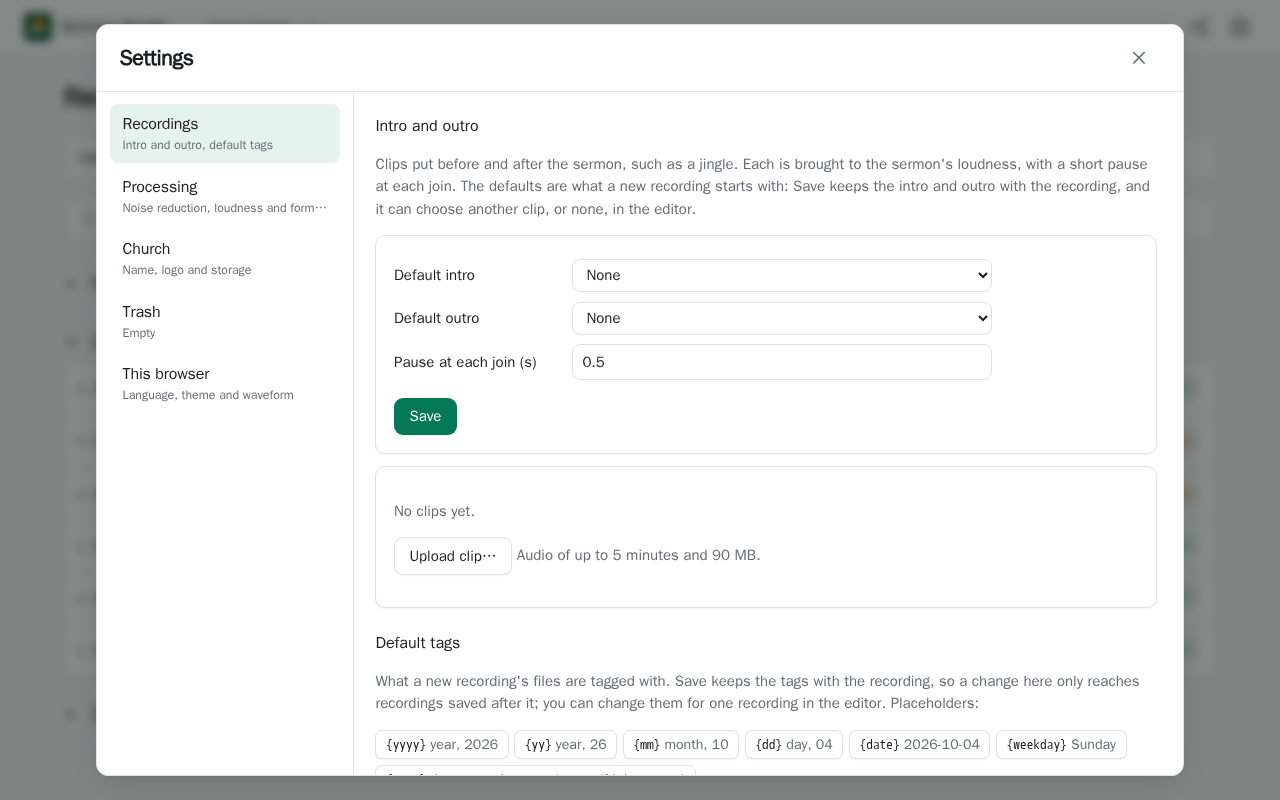 Settings
Recordings
Intro and outro, default tags
Processing
Noise reduction, loudness and form…
Church
Name, logo and storage
Trash
Empty
This browser
Language, theme and waveform
Intro and outro
Clips put before and after the sermon, such as a jingle. Each is brought to the sermon's loudness, with a short pause
at each join. The defaults are what a new recording starts with: Save keeps the intro and outro with the recording, and
it can choose another clip, or none, in the editor.
Default intro None
Default outro None
Pause at each join (s) 0.5
Save
No clips yet.
Upload clip… Audio of up to 5 minutes and 90 MB.
Default tags
What a new recording's files are tagged with. Save keeps the tags with the recording, so a change here only reaches
recordings saved after it; you can change them for one recording in the editor. Placeholders:
{yyyy} year, 2026 {yy} year, 26 {mm} month, 10 {dd} day, 04 {date} 2026-10-04 {weekday} Sunday